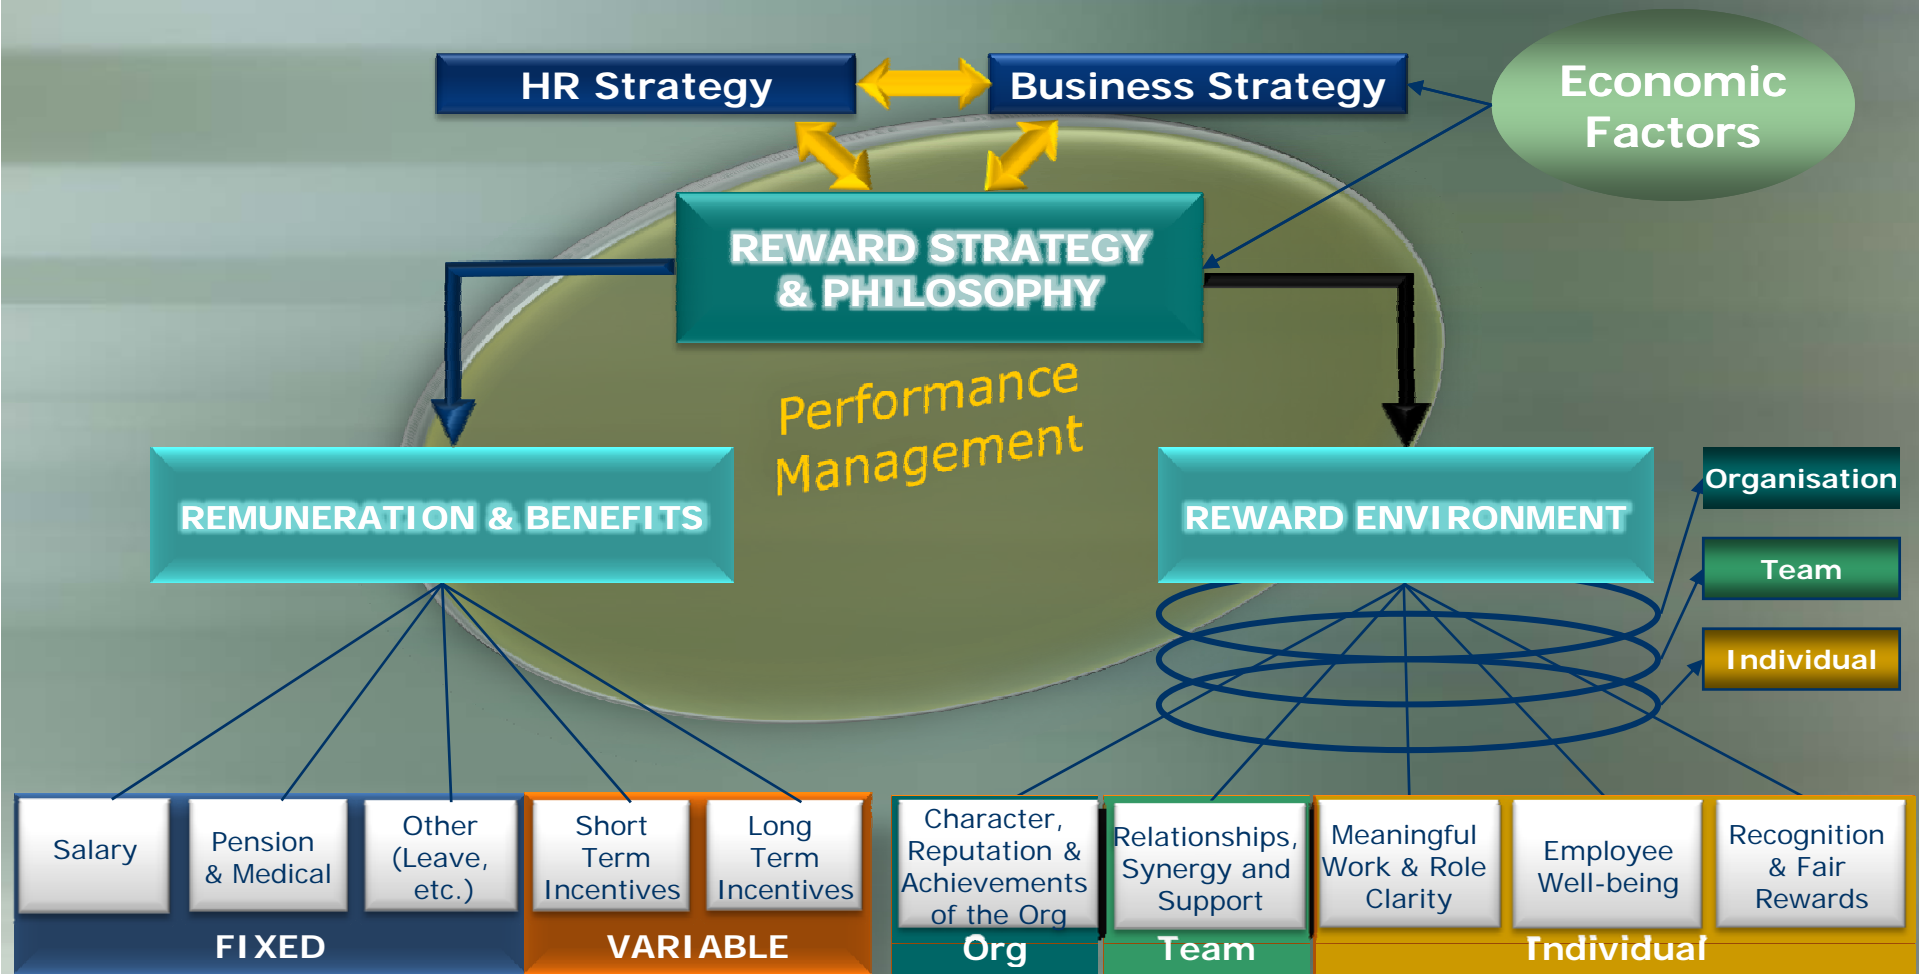 HR Strategy
Business Strategy
Economic
Factors
REWARD STRATEGY
& PHILOSOPHY
Performance
Management
REMUNERATION & BENEFITS
REWARD ENVIRONMENT
Organisation
Team
Individual
Salary
Pension
& Medical
Other
(Leave,
etc.)
Short
Term
Incentives
Long
Term
Incentives
Character,
Reputation &
Achievements
of the Org
Relationships,
Synergy and
Support
Meaningful
Work & Role
Clarity
Employee
Well-being
Recognition
& Fair
Rewards
FIXED
VARIABLE
Org
Team
Individual